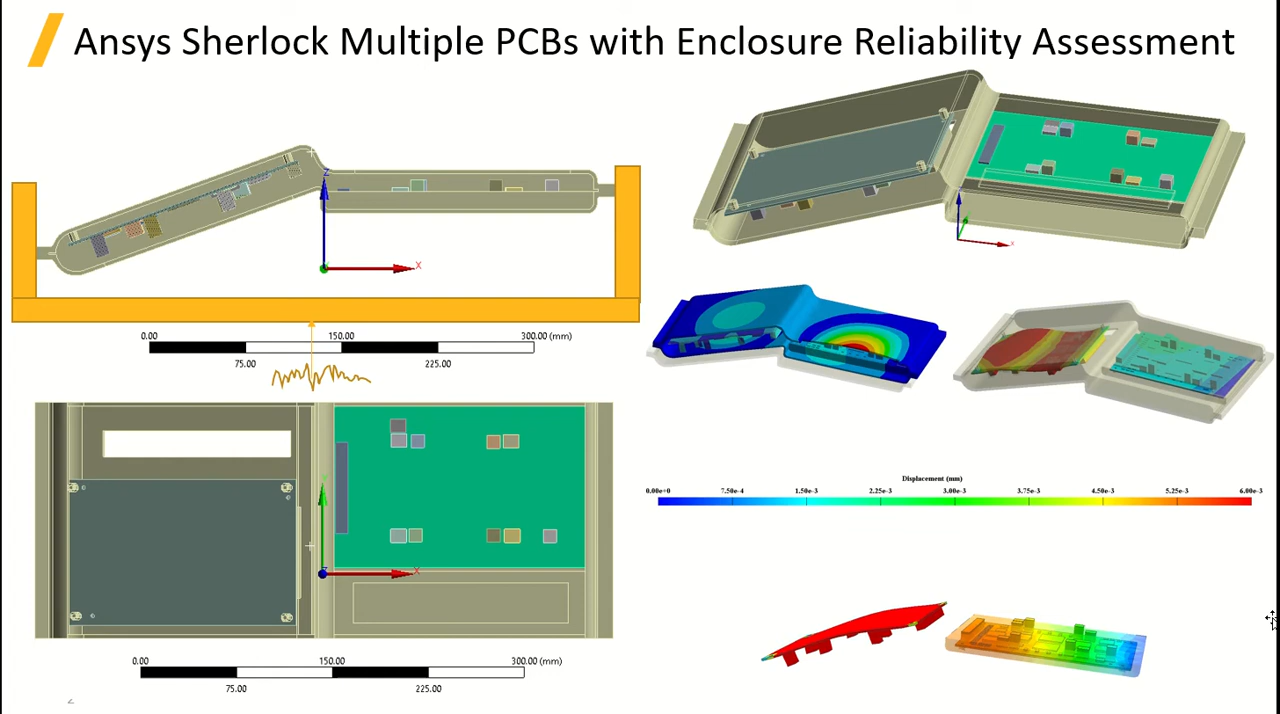 Ansys Sherlock Multiple PCBs with Enclosure Reliability Assessment
Z
X
0.00 150.00 300.00 (mm)
75.00 225.00
X
Displacement (mm)
0.00e+0 7.50e-4 1.50e-3 2.25e-3 3.00e-3 3.75e-3 4.50e-3 5.25e-3 6.00e-3
Y
X
0.00 150.00 300.00 (mm)
75.00 225.00